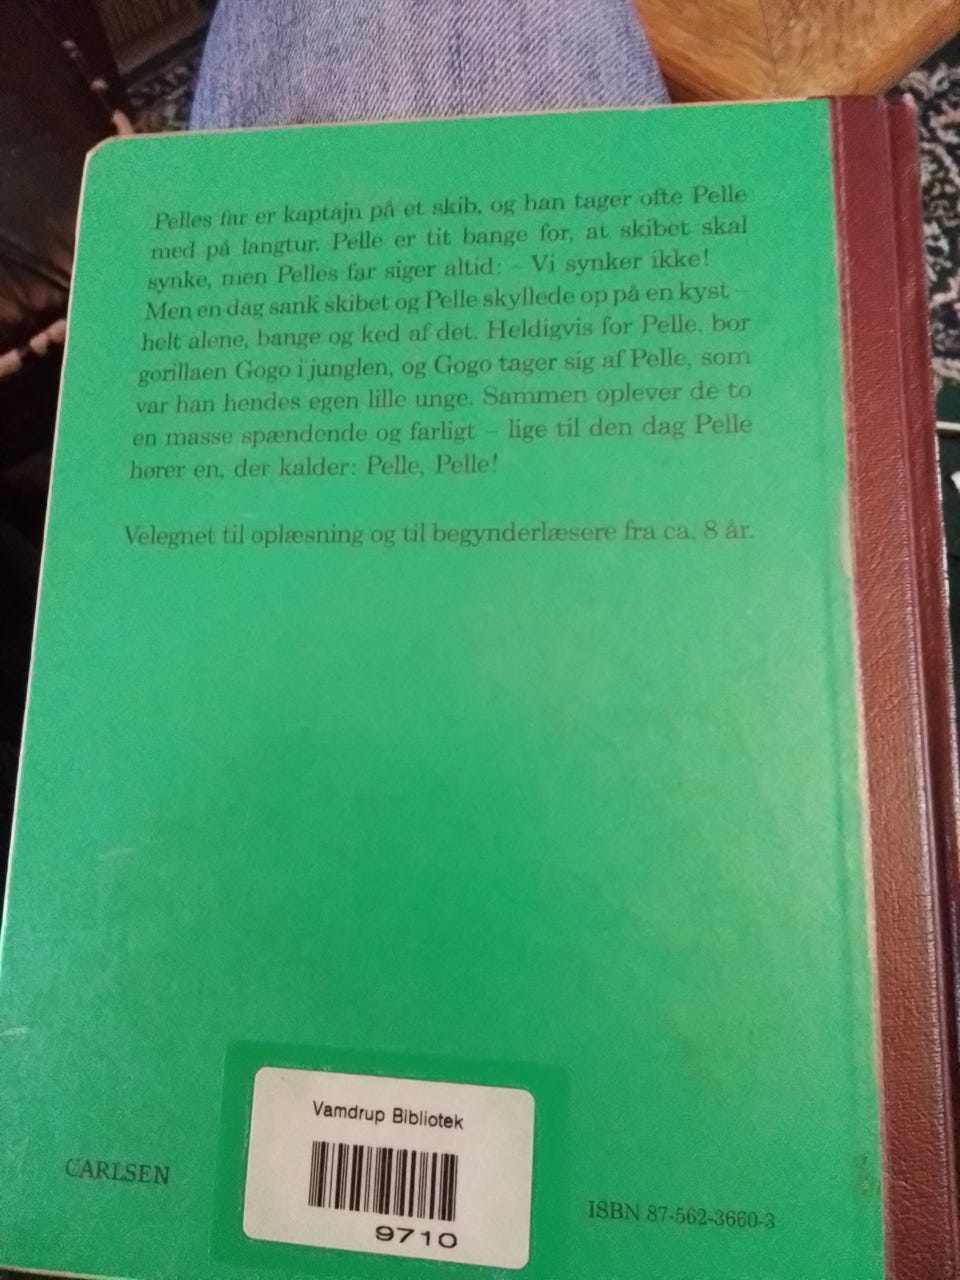 Pelles far er kaptajn på et skib, og han tager ofte Pelle
med på langtur. Pelle er tit bange for, at skibet skal
synke, men Pelles far siger altid: – Vi synker ikke!
Men en dag sank skibet og Pelle skyllede op på en kyst –
helt alene, bange og ked af det. Heldigvis for Pelle, bor
gorillaen Gogo i junglen, og Gogo tager sig af Pelle, som
var han hendes egen lille unge. Sammen oplever de to
en masse spændende og farligt – lige til den dag Pelle
hører en, der kalder: Pelle, Pelle!
Velegnet til oplæsning og til begynderlæsere fra ca. 8 år.
Vamdrup Bibliotek
9710
CARLSEN
ISBN 87-562-3660-3